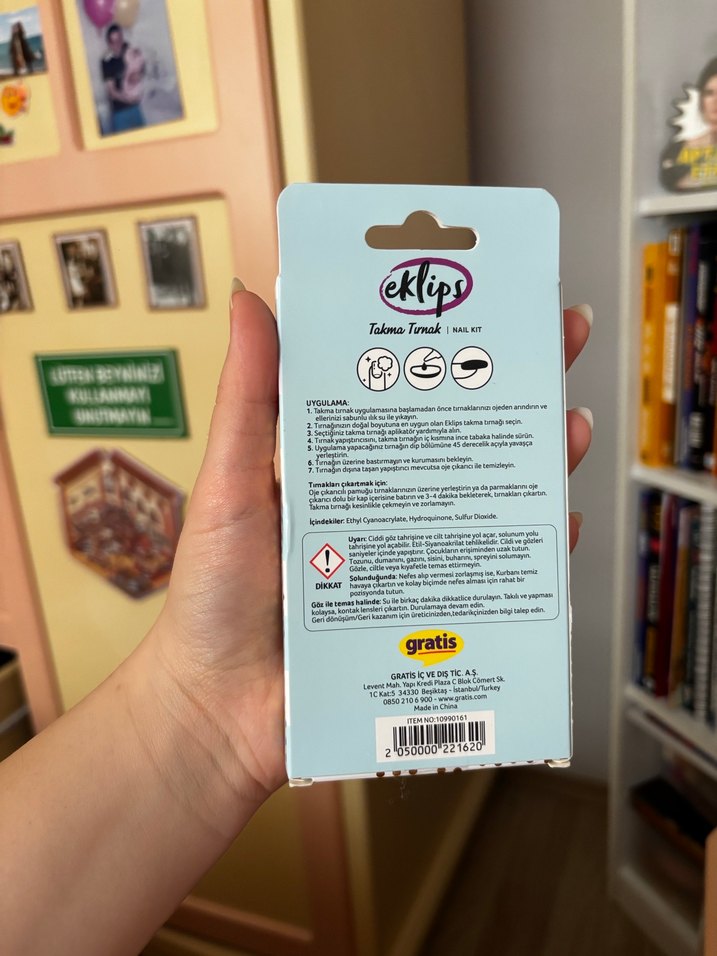 LÜTFEN BEYNİNİZİ
KULLANMAYI
UNUTMAYIN
eklips
Takma Tırnak | NAIL KIT
UYGULAMA:
1. Takma tırnak uygulamasına başlamadan önce tırnaklarınızı ojeden arındırın ve
ellerinizi sabunlu ılık su ile yıkayın.
2. Tırnağınızın doğal boyutuna en uygun olan Eklips takma tırnağı seçin.
3. Seçtiğiniz takma tırnağı aplikatör yardımıyla alın.
4. Tırnak yapıştırıcısını, takma tırnağın iç kısmına ince tabaka halinde sürün.
5. Uygulama yapacağınız tırnağın dip bölümüne 45 derecelik açıyla yavaşça
yerleştirin.
6. Tırnağın üzerine bastırmayın ve kurumasını bekleyin.
7. Tırnağın dışına taşan yapıştırıcı mevcutsa oje çıkarıcı ile temizleyin.
Tırnakları çıkartmak için:
Oje çıkarıcılı pamuğu tırnaklarınızın üzerine yerleştirin ya da parmaklarını oje
çıkarıcı dolu bir kap içerisine batırın ve 3-4 dakika bekleterek, tırnakları çıkartın.
Takma tırnağı kesinlikle çekmeyin ve zorlamayın.
İçindekiler: Ethyl Cyanoacrylate, Hydroquinone, Sulfur Dioxide.
DİKKAT
Uyarı: Ciddi göz tahrişine ve cilt tahrişine yol açar, solunum yolu
tahrişine yol açabilir. Etil-Siyanoakrilat tehlikelidir. Cildi ve gözleri
saniyeler içinde yapıştırır. Çocukların erişiminden uzak tutun.
Tozunu, dumanını, gazını, sisini, buharını, spreyini solumayın.
Gözle, ciltle veya kıyafetle temas ettirmeyin.
Solunduğunda: Nefes alıp vermesi zorlaşmış ise, Kurbanı temiz
havaya çıkartın ve kolay biçimde nefes alması için rahat bir
pozisyonda tutun.
Göz ile temas halinde: Su ile birkaç dakika dikkatlice durulayın. Takılı ve yapması
kolaysa, kontak lensleri çıkartın. Durulamaya devam edin.
Geri dönüşüm/Geri kazanım için üreticinizden,tedarikçinizden bilgi talep edin.
gratis
GRATİS İÇ VE DIŞ TİC. A.Ş.
Levent Mah. Yapı Kredi Plaza C Blok Cömert Sk.
1C Kat:5 34330 Beşiktaş - İstanbul/Turkey
0850 210 6 900 - www.gratis.com
Made in China
ITEM NO:10990161
2 050000 221620